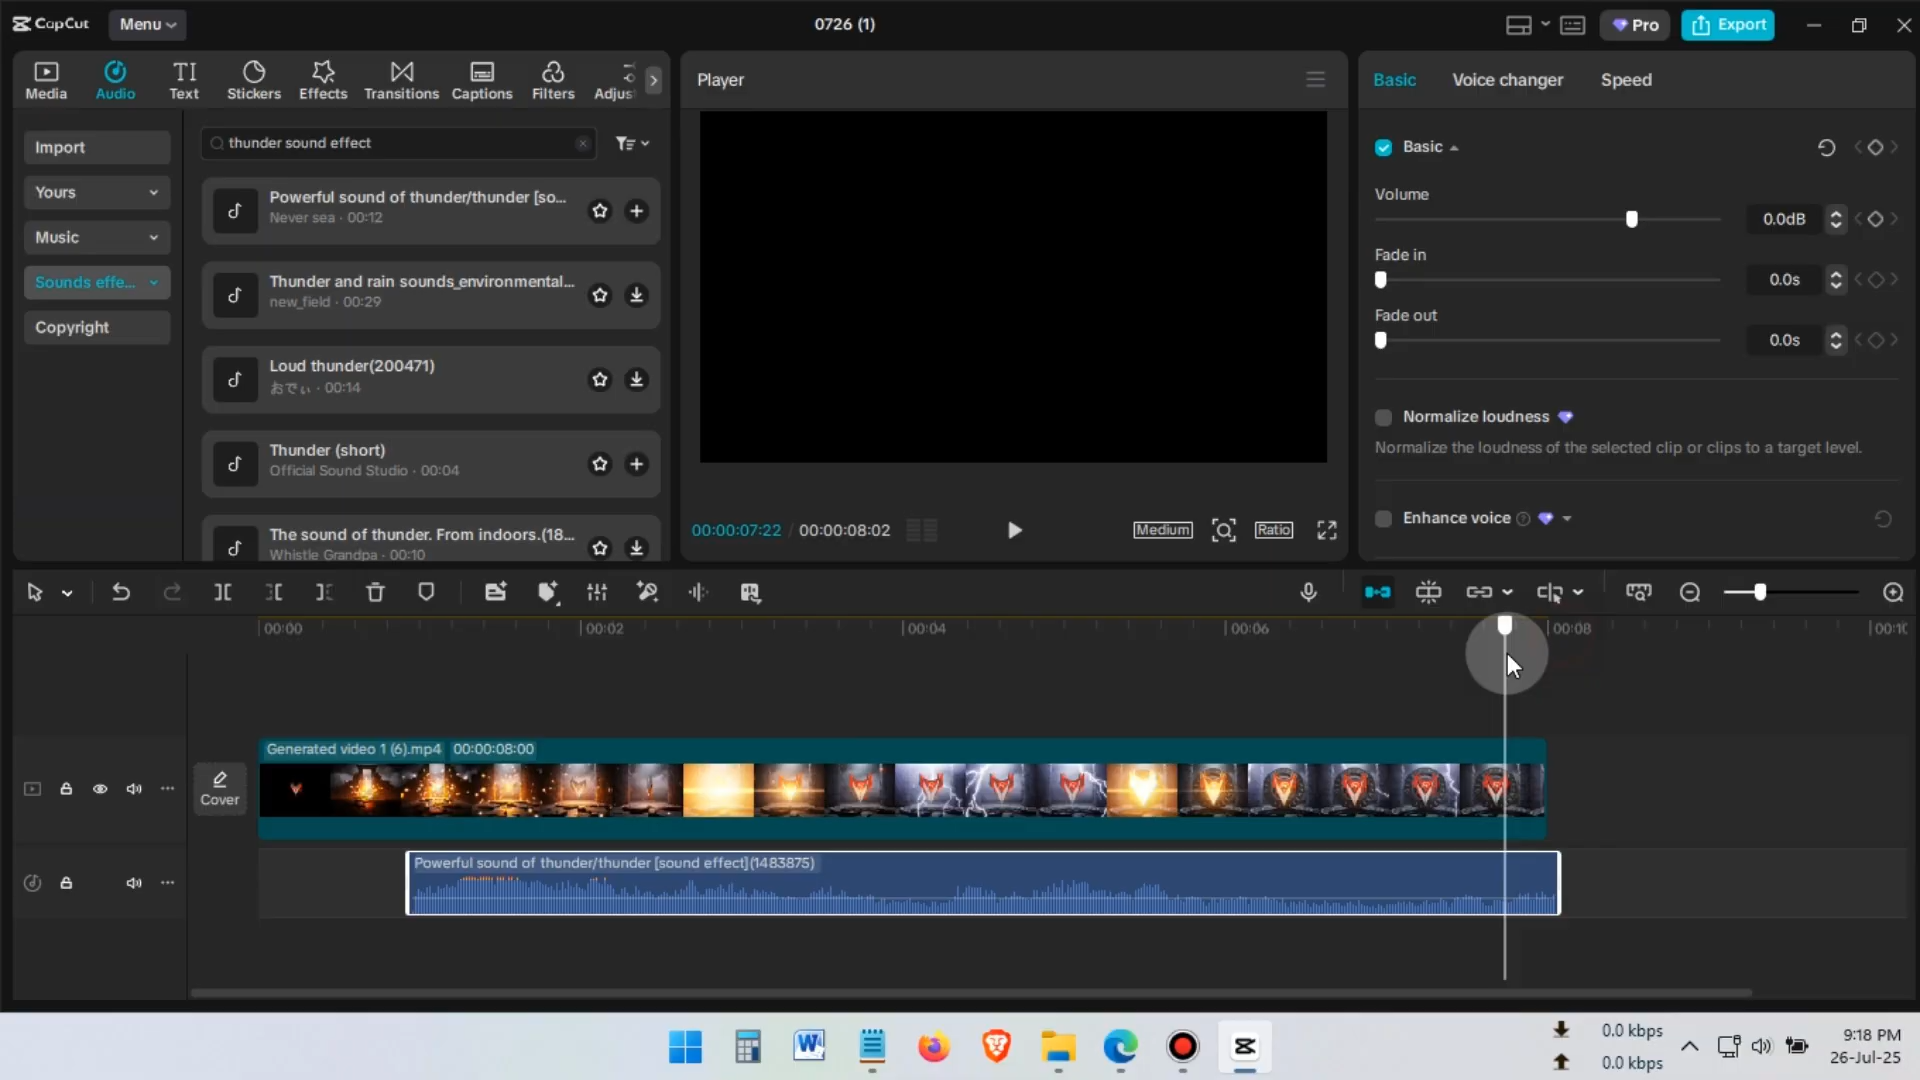 CapCut
Menu
0726 (1)
Pro
Export
Media
Audio
Text
Stickers
Effects
Transitions
Captions
Filters
Adjus
Player
Basic
Voice changer
Speed
Import
Yours
Music
Sounds effe...
Copyright
thunder sound effect
Powerful sound of thunder/thunder [so...
Never sea · 00:12
Thunder and rain sounds_environmental...
new_field · 00:29
Loud thunder(200471)
おでぃ · 00:14
Thunder (short)
Official Sound Studio · 00:04
The sound of thunder. From indoors.(18...
Whistle Grandpa · 00:10
00:00:07:22 / 00:00:08:02
Medium
Ratio
Basic
Volume
0.0dB
Fade in
0.0s
Fade out
0.0s
Normalize loudness
Normalize the loudness of the selected clip or clips to a target level.
Enhance voice
00:00
00:02
00:04
00:06
00:08
00:10
Cover
Generated video 1 (6).mp4 00:00:08:00
Powerful sound of thunder/thunder [sound effect](1483875)
0.0 kbps
0.0 kbps
9:18 PM
26-Jul-25